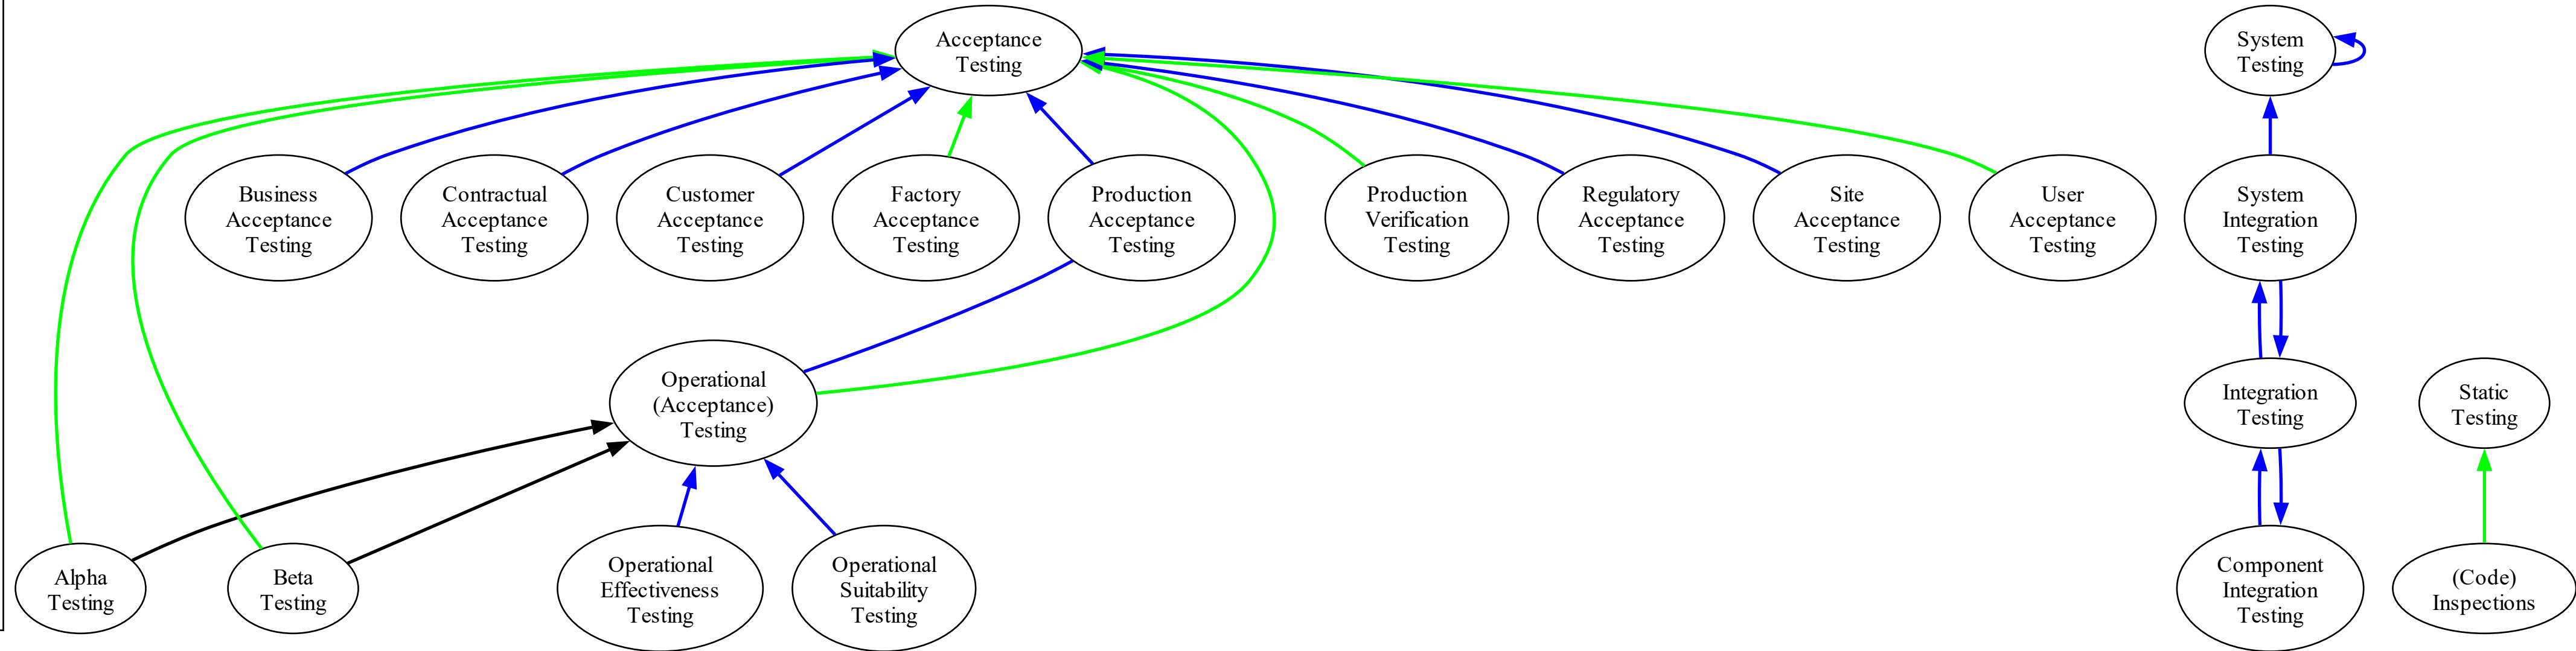 Acceptance
Testing
System
Testing
Business
Acceptance
Testing
Contractual
Acceptance
Testing
Customer
Acceptance
Testing
Factory
Acceptance
Testing
Production
Acceptance
Testing
Production
Verification
Testing
Regulatory
Acceptance
Testing
Site
Acceptance
Testing
User
Acceptance
Testing
System
Integration
Testing
Operational
(Acceptance)
Testing
Integration
Testing
Static
Testing
Alpha
Testing
Beta
Testing
Operational
Effectiveness
Testing
Operational
Suitability
Testing
Component
Integration
Testing
(Code)
Inspections